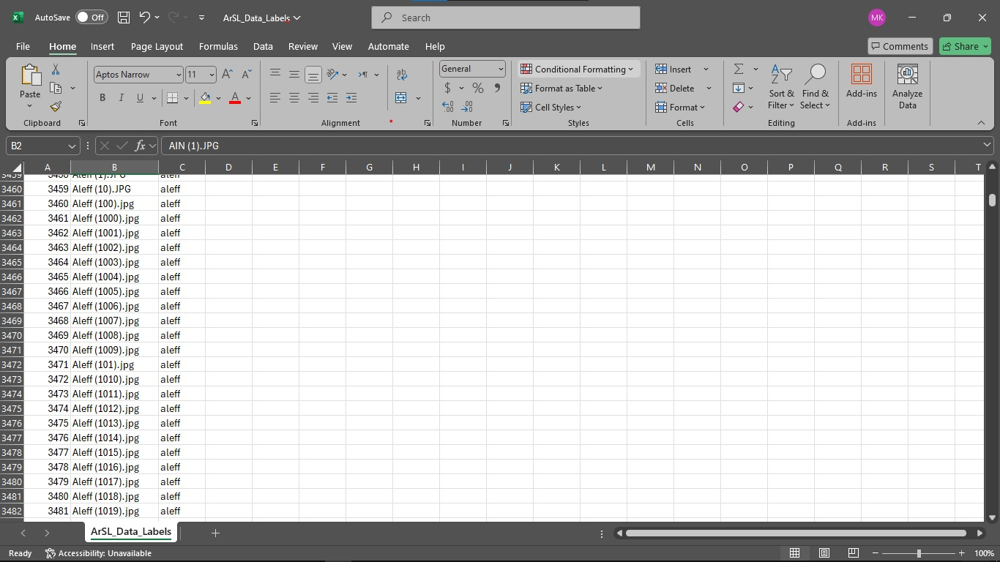 AutoSave Off ArSL_Data_Labels Search MK
File Home Insert Page Layout Formulas Data Review View Automate Help Comments Share
Paste Aptos Narrow 11 A A ab General Conditional Formatting Insert Sort & Find & Add-ins Analyze
B I U A $ % 9 Format as Table Delete Filter Select Data
Cell Styles Format
Clipboard Font Alignment Number Styles Cells Editing Add-ins
B2 fx AIN (1).JPG
A B C D E F G H I J K L M N O P Q R S T
3459 3458 Aleff (1).JPG aleff
3460 3459 Aleff (10).JPG aleff
3461 3460 Aleff (100).jpg aleff
3462 3461 Aleff (1000).jpg aleff
3463 3462 Aleff (1001).jpg aleff
3464 3463 Aleff (1002).jpg aleff
3465 3464 Aleff (1003).jpg aleff
3466 3465 Aleff (1004).jpg aleff
3467 3466 Aleff (1005).jpg aleff
3468 3467 Aleff (1006).jpg aleff
3469 3468 Aleff (1007).jpg aleff
3470 3469 Aleff (1008).jpg aleff
3471 3470 Aleff (1009).jpg aleff
3472 3471 Aleff (101).jpg aleff
3473 3472 Aleff (1010).jpg aleff
3474 3473 Aleff (1011).jpg aleff
3475 3474 Aleff (1012).jpg aleff
3476 3475 Aleff (1013).jpg aleff
3477 3476 Aleff (1014).jpg aleff
3478 3477 Aleff (1015).jpg aleff
3479 3478 Aleff (1016).jpg aleff
3480 3479 Aleff (1017).jpg aleff
3481 3480 Aleff (1018).jpg aleff
3482 3481 Aleff (1019).jpg aleff
ArSL_Data_Labels
Ready Accessibility: Unavailable 100%